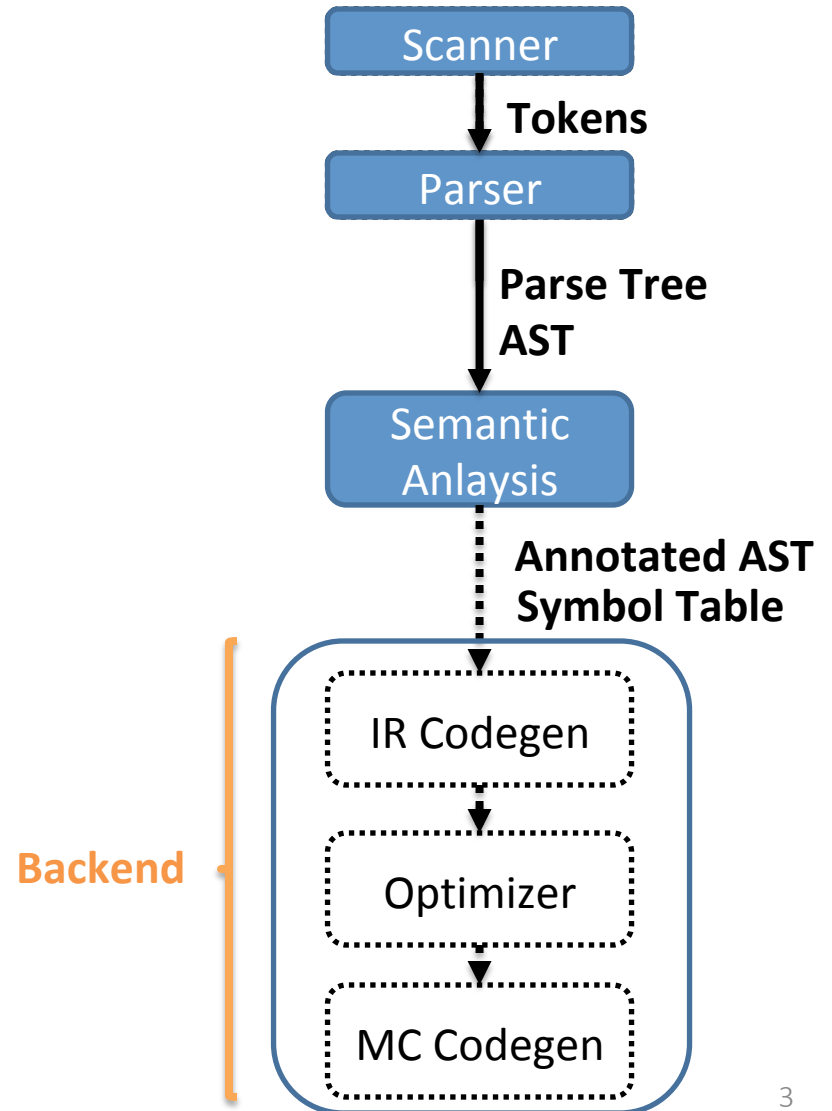 Scanner
Tokens
Parser
Parse Tree
AST
Semantic
Anlaysis
Annotated AST
Symbol Table
IR Codegen
Backend
Optimizer
MC Codegen
3